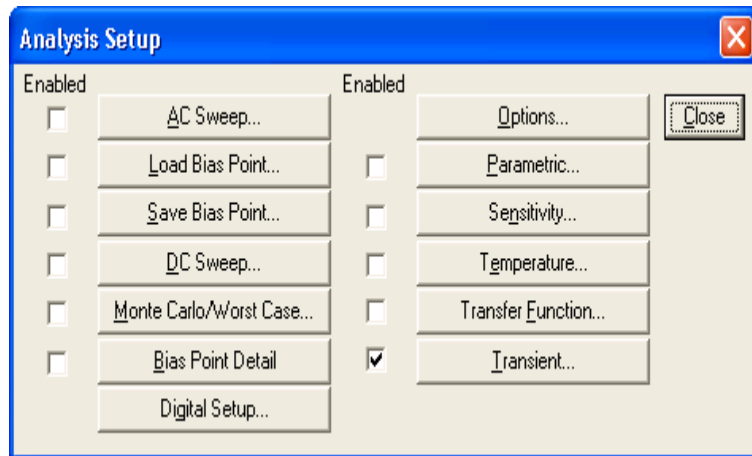 Analysis Setup
Enabled Enabled
AC Sweep... Options... Close
Load Bias Point... Parametric...
Save Bias Point... Sensitivity...
DC Sweep... Temperature...
Monte Carlo/Worst Case... Transfer Function...
Bias Point Detail Transient...
Digital Setup...